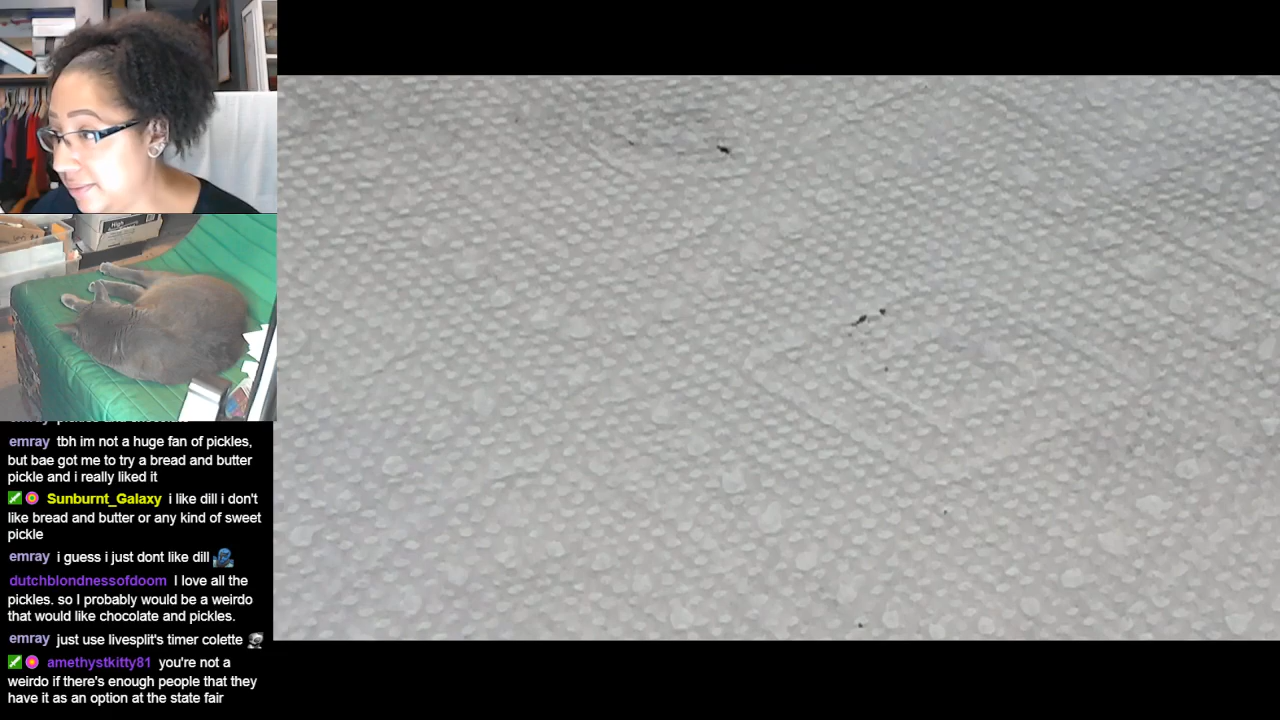 High
emray tbh im not a huge fan of pickles,
but bae got me to try a bread and butter
pickle and i really liked it
Sunburnt_Galaxy i like dill i don't
like bread and butter or any kind of sweet
pickle
emray i guess i just dont like dill
dutchblondnessofdoom I love all the
pickles. so I probably would be a weirdo
that would like chocolate and pickles.
emray just use livesplit's timer colette
amethystkitty81 you're not a
weirdo if there's enough people that they
have it as an option at the state fair